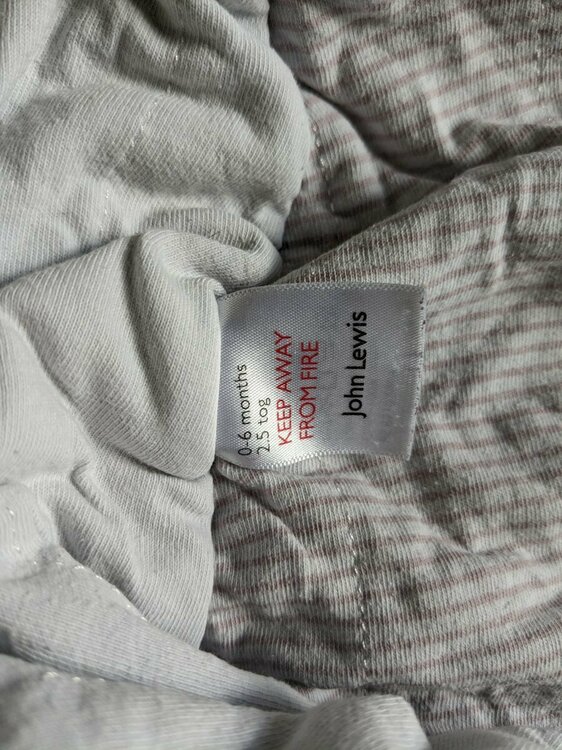 0-6 months
2.5 tog
KEEP AWAY
FROM FIRE
John Lewis